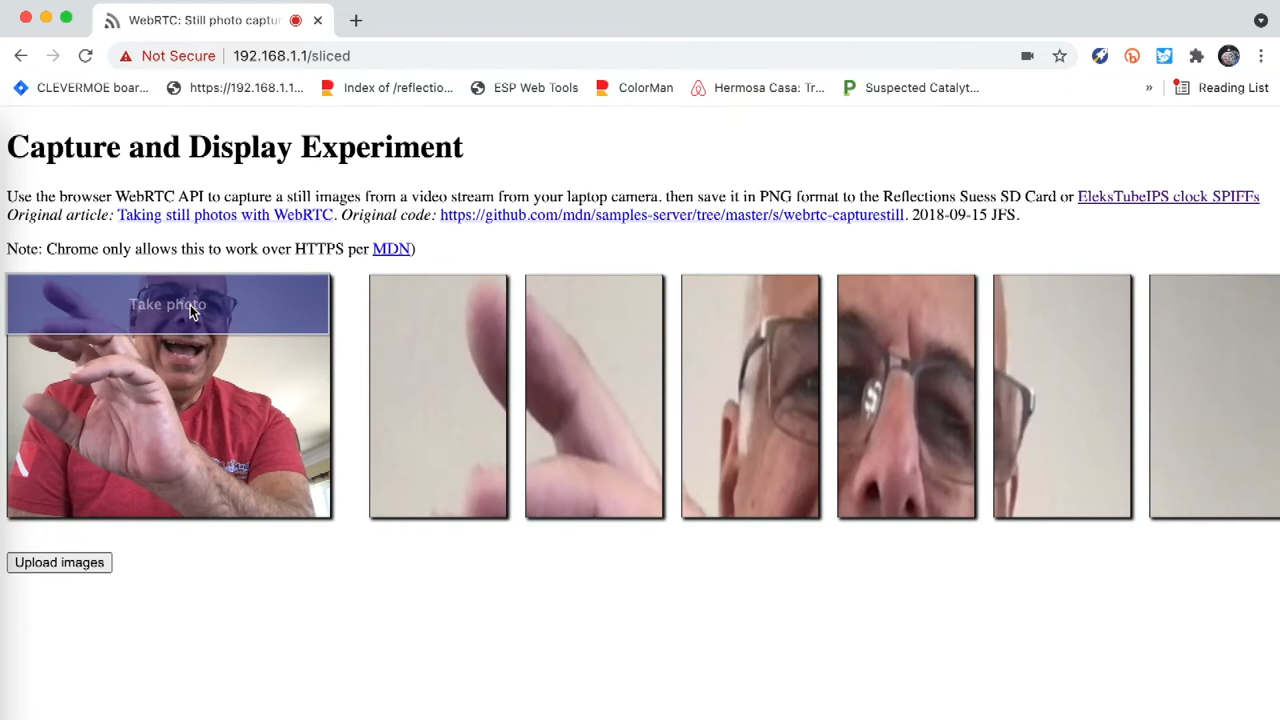 WebRTC: Still photo captur
Not Secure 192.168.1.1/sliced
CLEVERMOE boar... https://192.168.1.1... Index of /reflectio... ESP Web Tools ColorMan Hermosa Casa: Tr... Suspected Catalyt... » Reading List
Capture and Display Experiment
Use the browser WebRTC API to capture a still images from a video stream from your laptop camera. then save it in PNG format to the Reflections Suess SD Card or EleksTubeIPS clock SPIFFs
Original article: Taking still photos with WebRTC. Original code: https://github.com/mdn/samples-server/tree/master/s/webrtc-capturestill. 2018-09-15 JFS.
Note: Chrome only allows this to work over HTTPS per MDN)
Take photo
Upload images